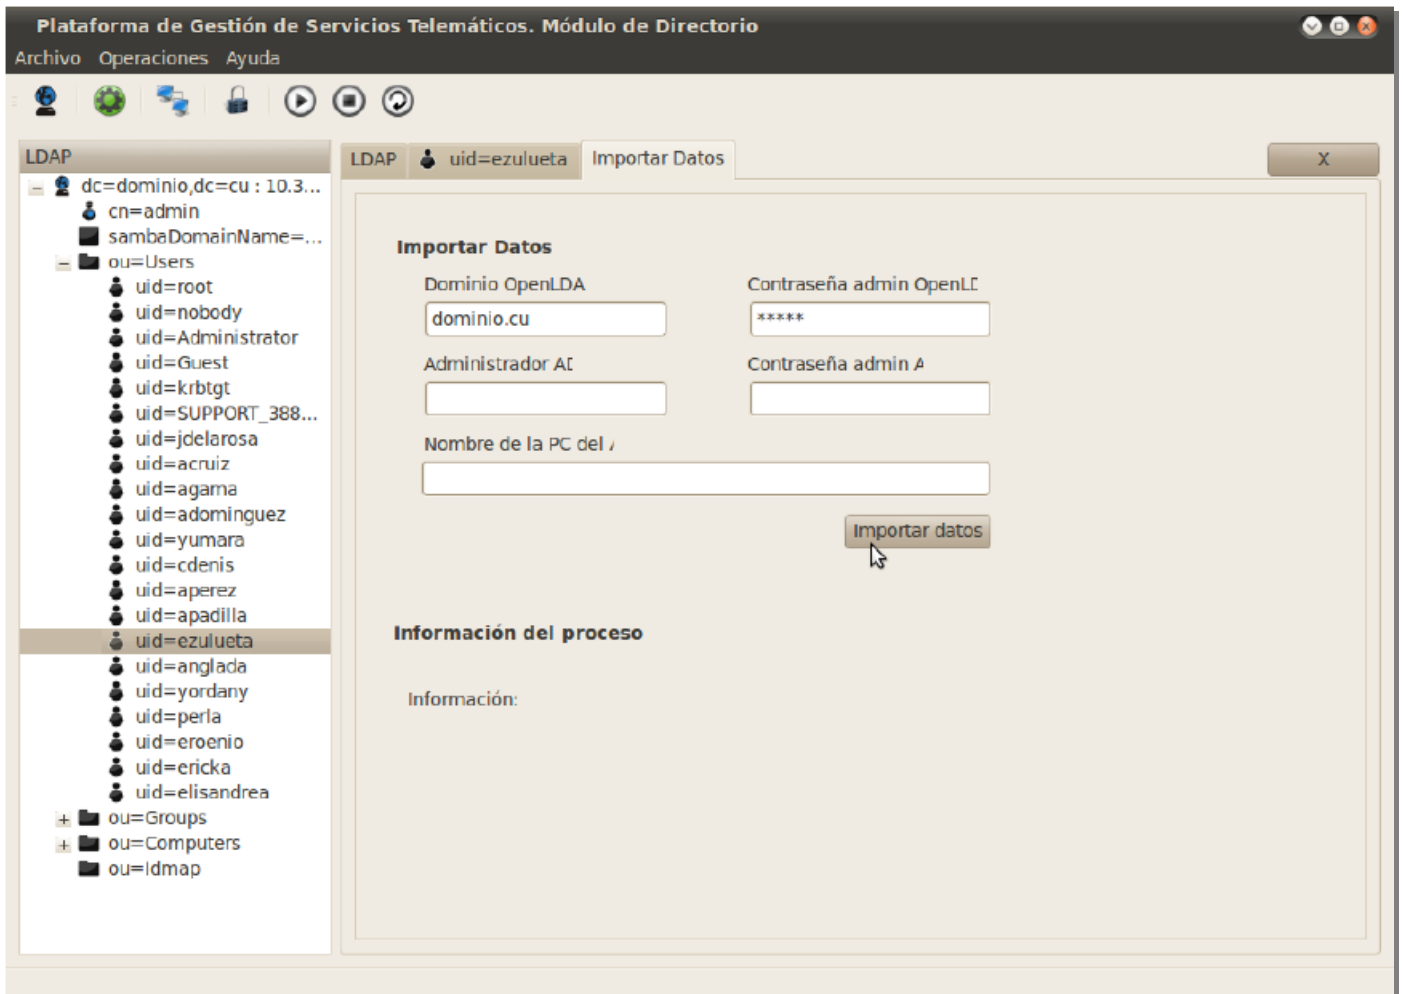 Plataforma de Gestión de Servicios Telemáticos. Módulo de Directorio
Archivo Operaciones Ayuda
LDAP
dc=dominio,dc=cu : 10.3...
cn=admin
sambaDomainName=...
ou=Users
uid=root
uid=nobody
uid=Administrator
uid=Guest
uid=krbtgt
uid=SUPPORT_388...
uid=jdelarosa
uid=acruiz
uid=agama
uid=adominguez
uid=yumara
uid=cdenis
uid=aperez
uid=apadilla
uid=ezulueta
uid=anglada
uid=yordany
uid=perla
uid=eroenio
uid=ericka
uid=elisandrea
ou=Groups
ou=Computers
ou=Idmap
LDAP uid=ezulueta Importar Datos X
Importar Datos
Dominio OpenLDA Contraseña admin OpenLD
dominio.cu *****
Administrador AD Contraseña admin A
Nombre de la PC del
Importar datos
Información del proceso
Información: